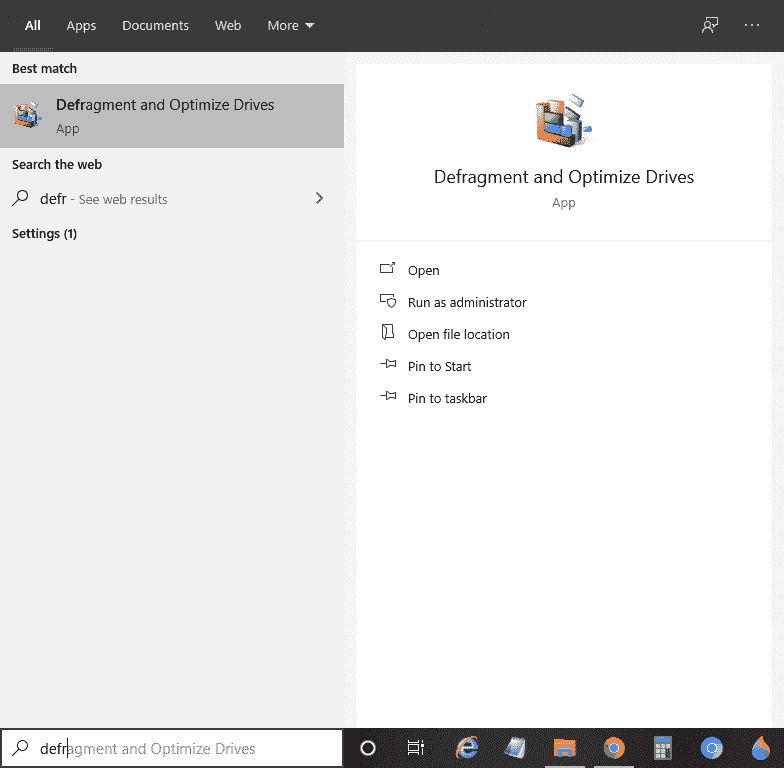 All Apps Documents Web More
Best match
Defragment and Optimize Drives
App
Search the web
defr - See web results
Settings (1)
Defragment and Optimize Drives
App
Open
Run as administrator
Open file location
Pin to Start
Pin to taskbar
defragment and Optimize Drives